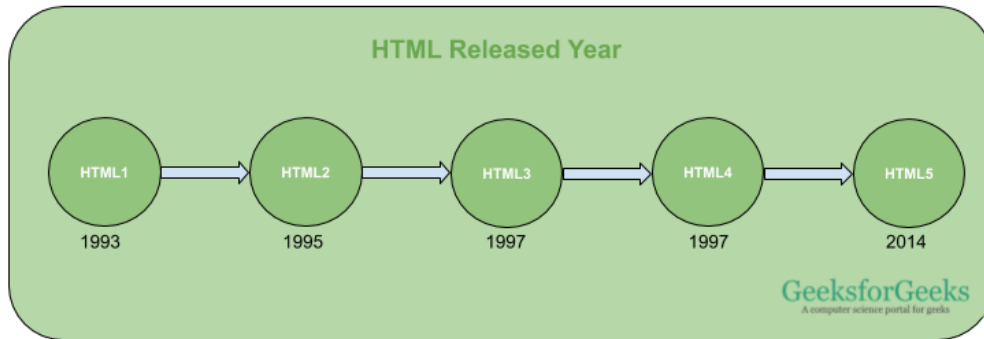 HTML Released Year
HTML1 HTML2 HTML3 HTML4 HTML5
1993 1995 1997 1997 2014
GeeksforGeeks
A computer science portal for geeks